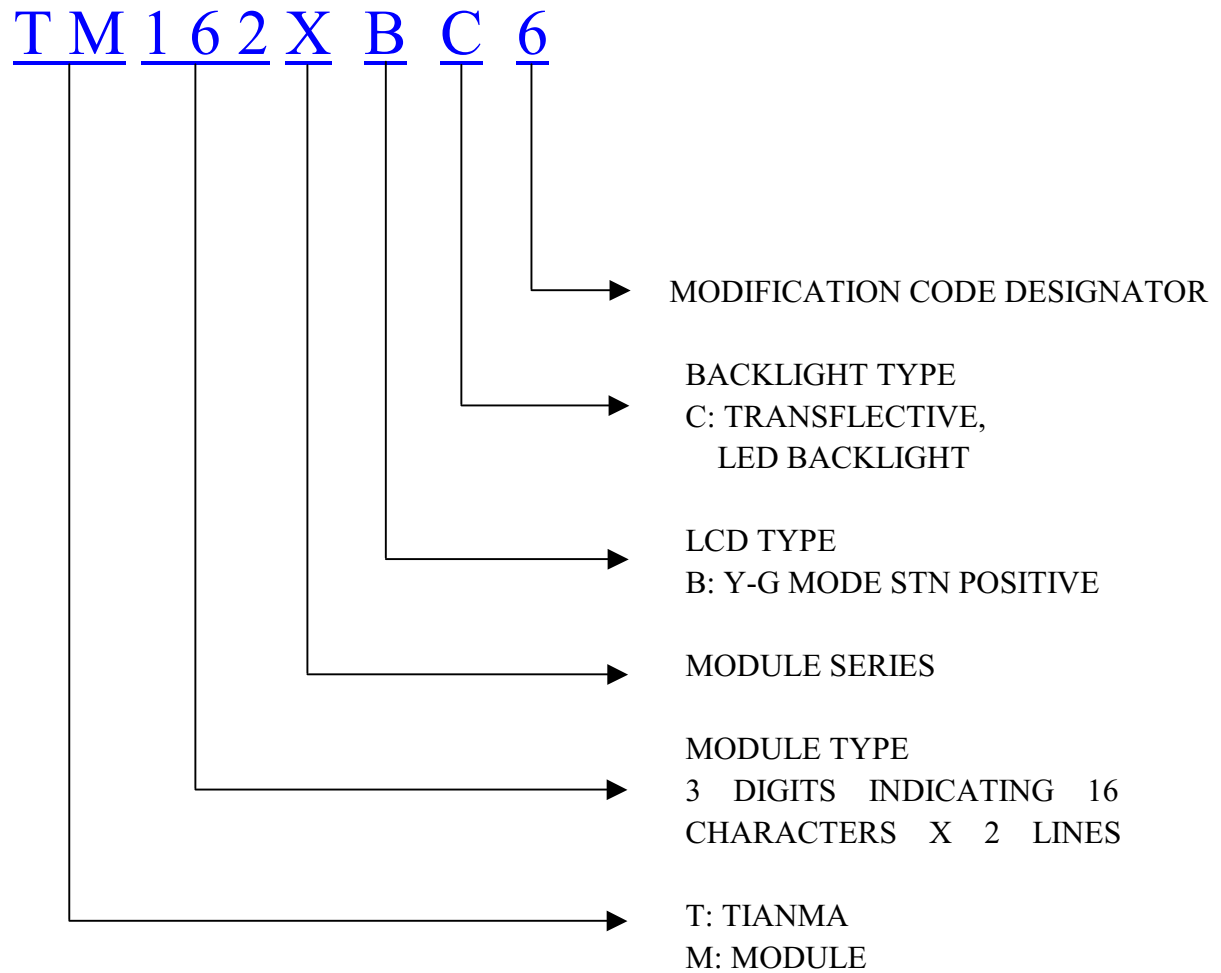 T M 1 6 2 X B C 6
MODIFICATION CODE DESIGNATOR
BACKLIGHT TYPE
C: TRANSFLECTIVE,
LED BACKLIGHT
LCD TYPE
B: Y-G MODE STN POSITIVE
MODULE SERIES
MODULE TYPE
3 DIGITS INDICATING 16
CHARACTERS X 2 LINES
T: TIANMA
M: MODULE